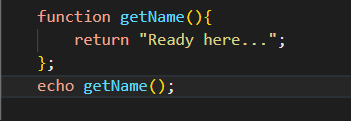 function getName(){
    return "Ready here...";
};
echo getName();